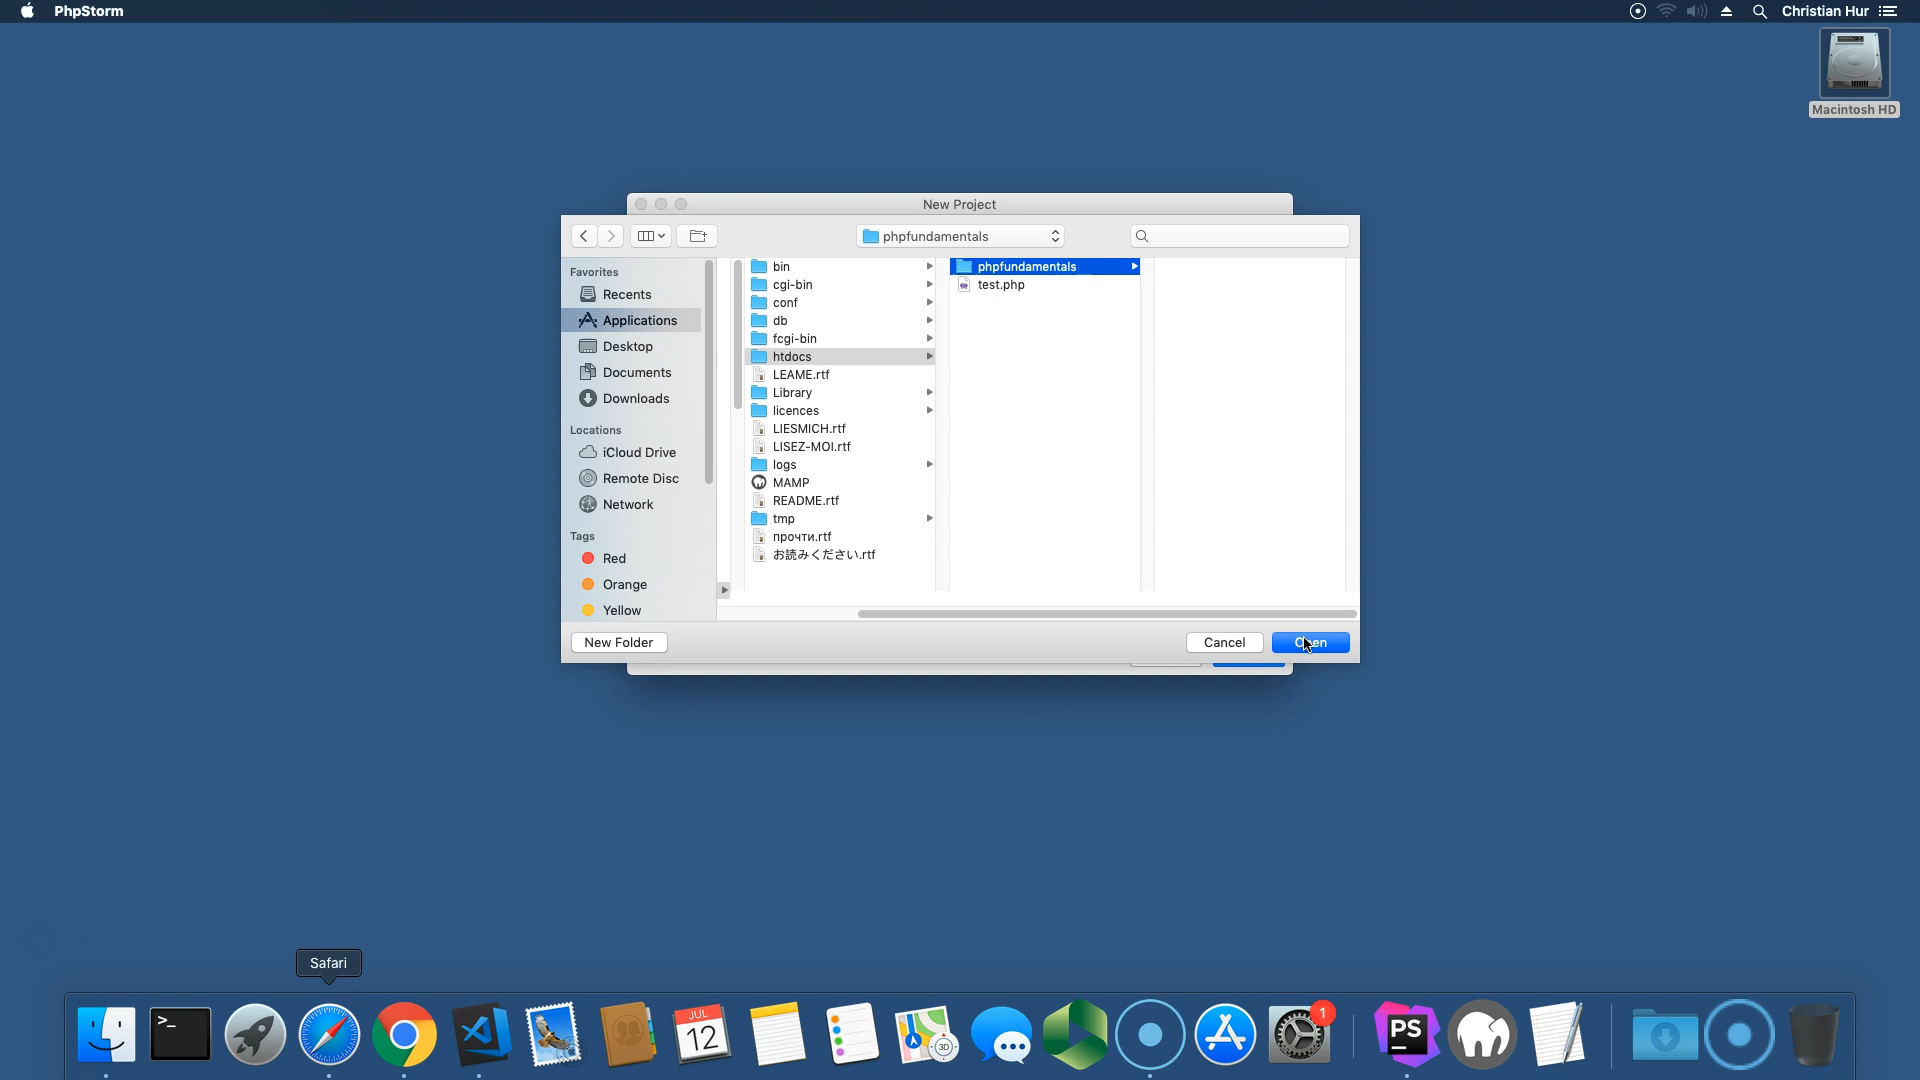 PhpStorm
Christian Hur
Macintosh HD
New Project
phpfundamentals
Favorites
Recents
Applications
Desktop
Documents
Downloads
Locations
iCloud Drive
Remote Disc
Network
Tags
Red
Orange
Yellow
bin
cgi-bin
conf
db
fcgi-bin
htdocs
LEAME.rtf
Library
licences
LIESMICH.rtf
LISEZ-MOI.rtf
logs
MAMP
README.rtf
tmp
прочти.rtf
お読みください.rtf
phpfundamentals
test.php
New Folder
Cancel
Open
Safari
>_
JUL
12
3D
1
PS